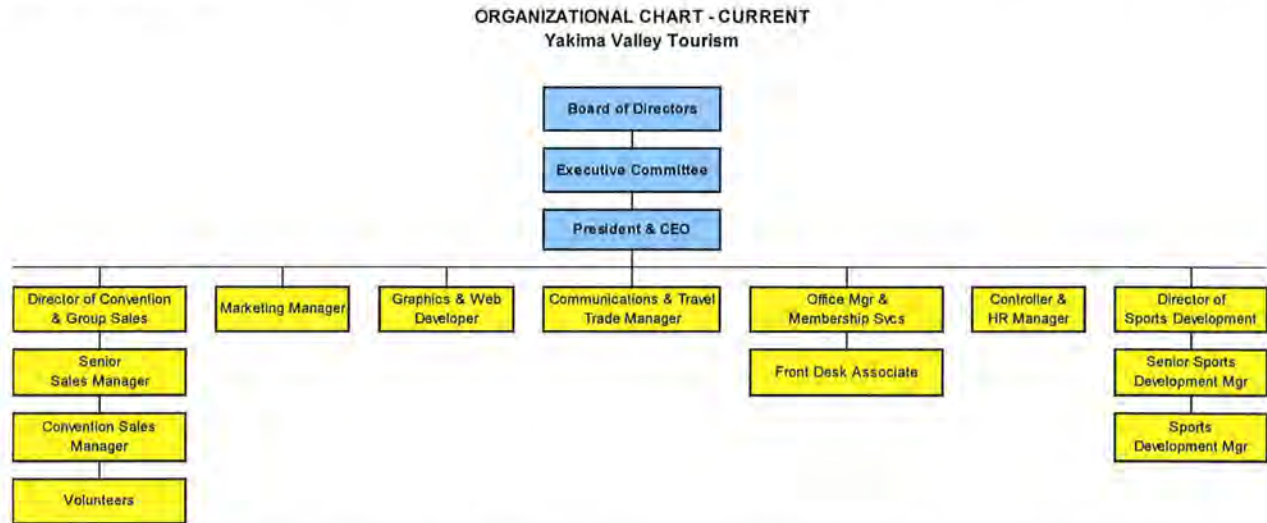 ORGANIZATIONAL CHART - CURRENT
Yakima Valley Tourism
Board of Directors
Executive Committee
President & CEO
Director of Convention
& Group Sales
Marketing Manager
Graphics & Web
Developer
Communications & Travel
Trade Manager
Office Mgr &
Membership Svcs
Controller &
HR Manager
Director of
Sports Development
Senior
Sales Manager
Front Desk Associate
Senior Sports
Development Mgr
Convention Sales
Manager
Sports
Development Mgr
Volunteers